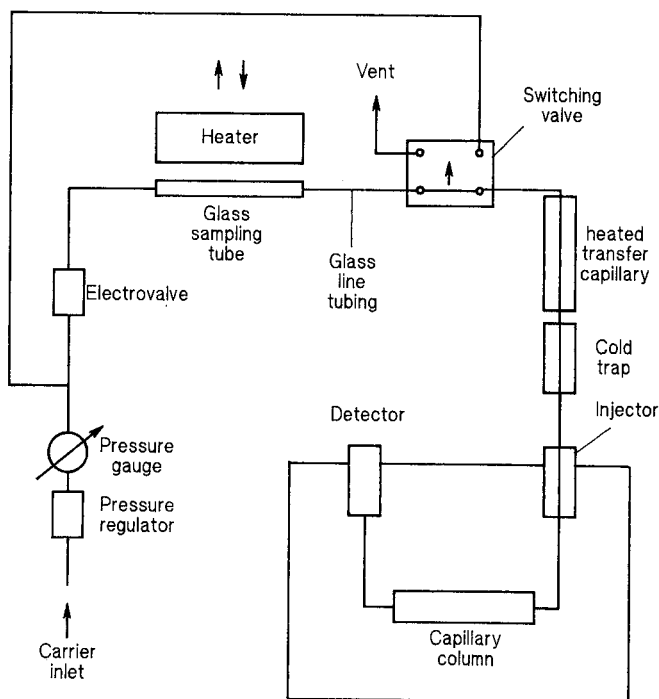 Vent
Switching
valve
Heater
Glass
sampling
tube
Glass
line
tubing
heated
transfer
capillary
Electrovalve
Cold
trap
Detector
Injector
Pressure
gauge
Pressure
regulator
Capillary
column
Carrier
inlet